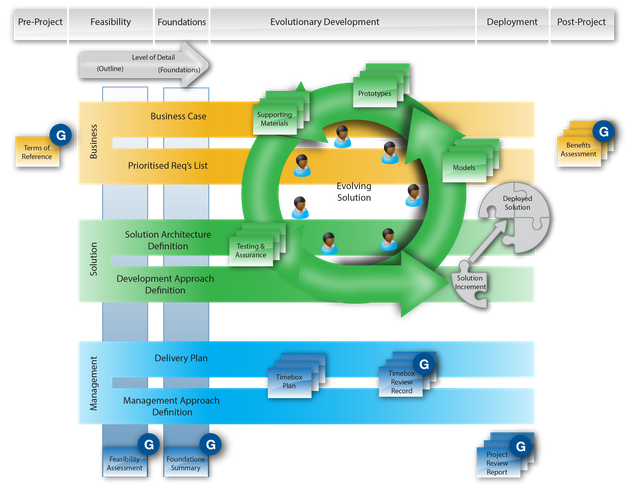 Pre-Project
Feasibility
Foundations
Evolutionary Development
Deployment
Post-Project
Level of Detail
(Outline)
(Foundations)
Business
Business Case
Prioritised Req's List
G
Terms of
Reference
Supporting
Materials
Prototypes
Models
Evolving
Solution
G
Benefits
Assessment
Solution
Solution Architecture
Definition
Development Approach
Definition
Testing &
Assurance
Deployed
Solution
Solution
Increment
Management
Delivery Plan
Management Approach
Definition
Timebox
Plan
G
Timebox
Review
Record
G
Feasibility
Assessment
G
Foundations
Summary
G
Project
Review
Report